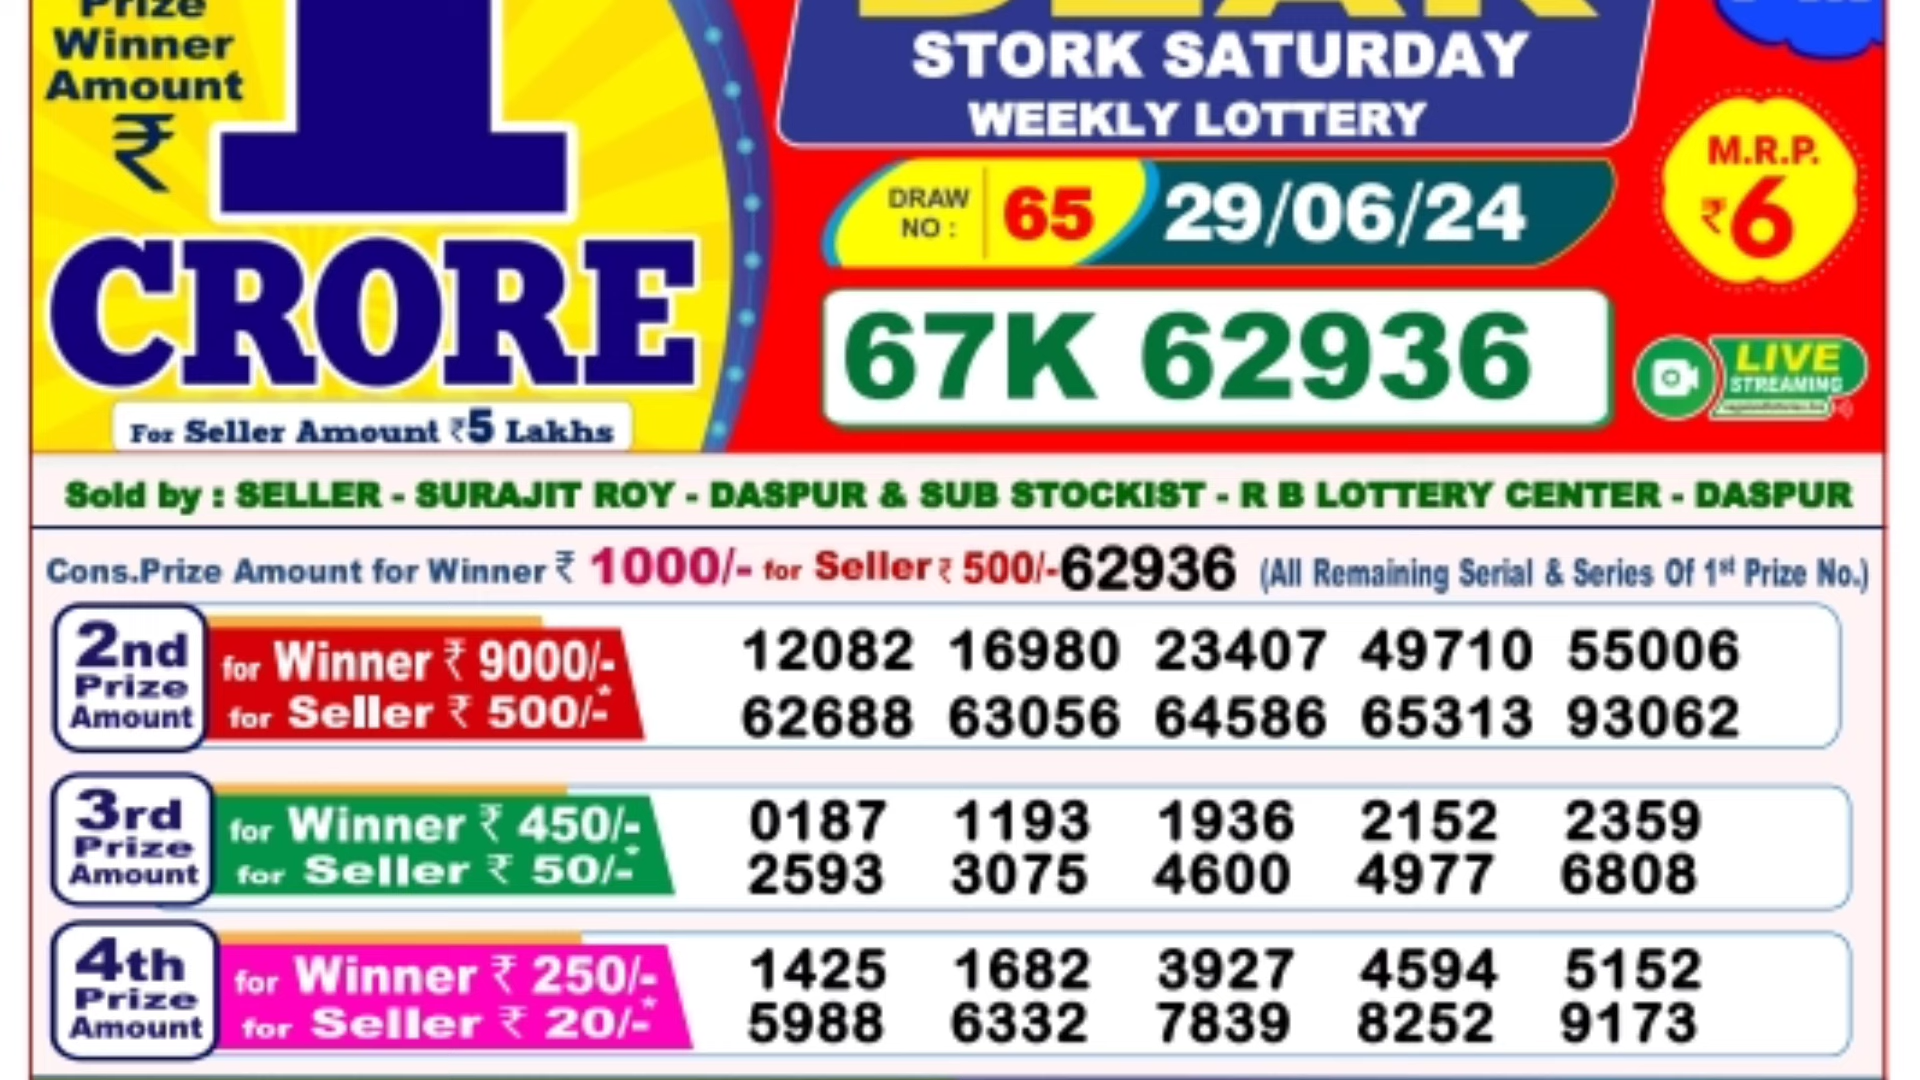 Prize
Winner
Amount
₹
1
CRORE
For Seller Amount ₹5 Lakhs
DEAR
STORK SATURDAY
WEEKLY LOTTERY
DRAW
NO :
65
29/06/24
M.R.P.
₹6
67K 62936
LIVE
STREAMING
Sold by : SELLER - SURAJIT ROY - DASPUR & SUB STOCKIST - R B LOTTERY CENTER - DASPUR
Cons.Prize Amount for Winner ₹ 1000/- for Seller ₹ 500/-62936 (All Remaining Serial & Series Of 1st Prize No.)
2nd
Prize
Amount
for Winner ₹ 9000/-
for Seller ₹ 500/-*
12082 16980 23407 49710 55006
62688 63056 64586 65313 93062
3rd
Prize
Amount
for Winner ₹ 450/-
for Seller ₹ 50/-*
0187 1193 1936 2152 2359
2593 3075 4600 4977 6808
4th
Prize
Amount
for Winner ₹ 250/-
for Seller ₹ 20/-*
1425 1682 3927 4594 5152
5988 6332 7839 8252 9173